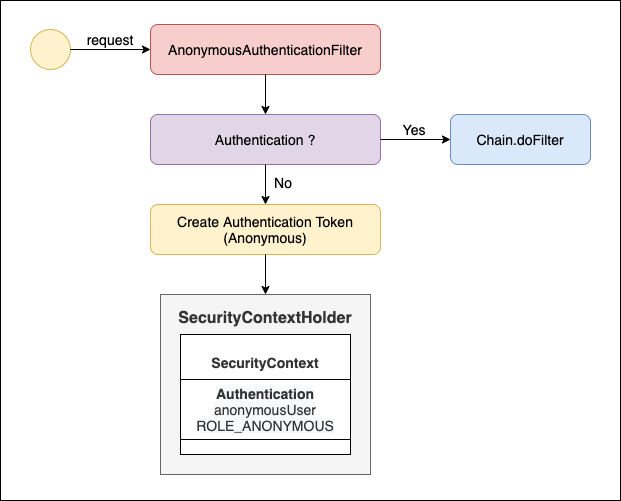 request
AnonymousAuthenticationFilter
Authentication ?
Yes
Chain.doFilter
No
Create Authentication Token
(Anonymous)
SecurityContextHolder
SecurityContext
Authentication
anonymousUser
ROLE_ANONYMOUS